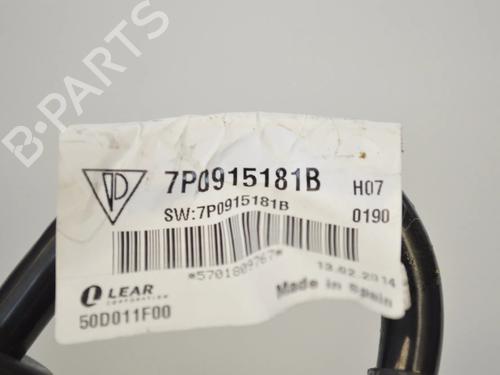 B-PARTS
7P0915181B H07
SW:7P0915181B 0190
*5701809767*
13.02.2014
LEAR
CORPORATION
Made in Spain
50D011F00